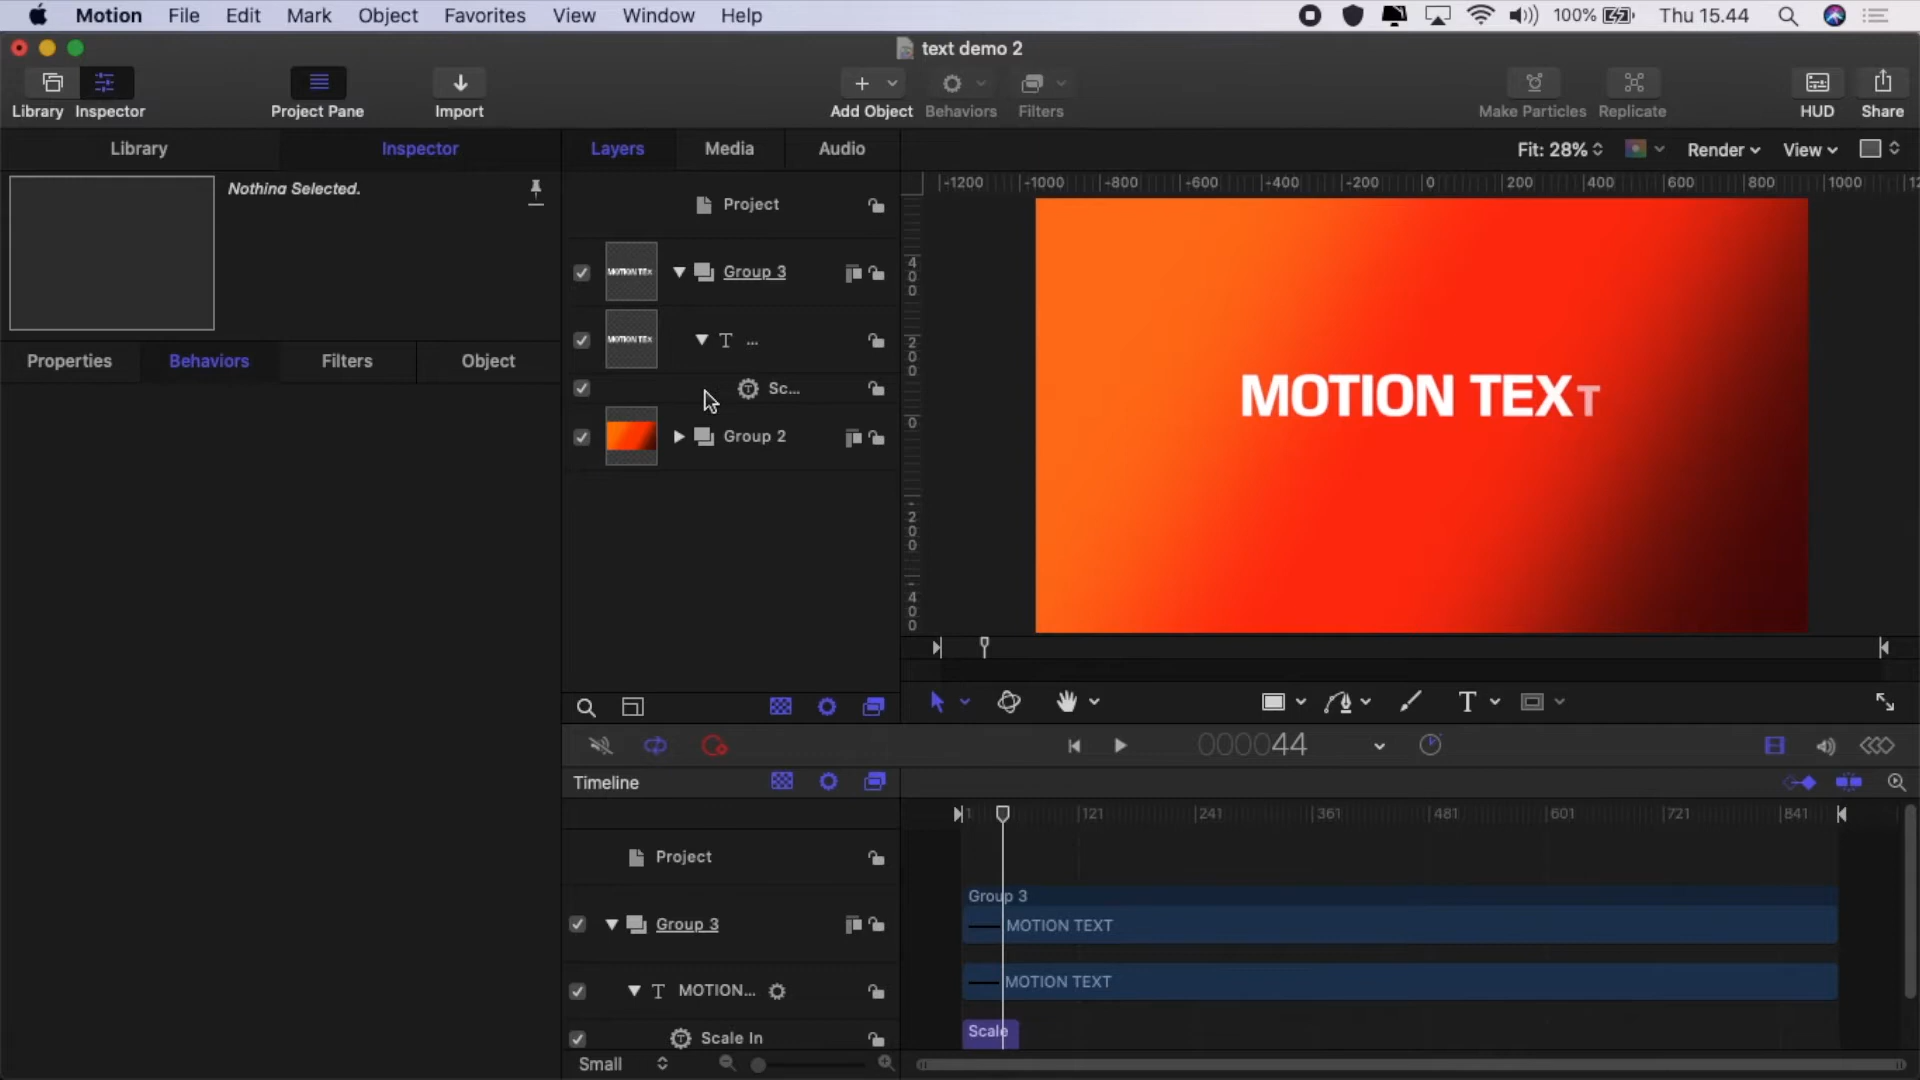 Motion File Edit Mark Object Favorites View Window Help 100% Thu 15.44
text demo 2
Library Inspector Project Pane Import Add Object Behaviors Filters Make Particles Replicate HUD Share
Library Inspector Layers Media Audio Fit: 28% Render View
Nothing Selected.
-1200 -1000 -800 -600 -400 -200 0 200 400 600 800 1000
Project
Group 3
MOTION TEX
T ...
MOTION TEX
Sc...
Group 2
Properties Behaviors Filters Object
400
200
0
-200
-400
MOTION TEXT
T
000044
Timeline
1 121 241 361 481 601 721 841
Project
Group 3
Group 3
MOTION TEXT
T MOTION...
MOTION TEXT
Scale In
Scale
Small